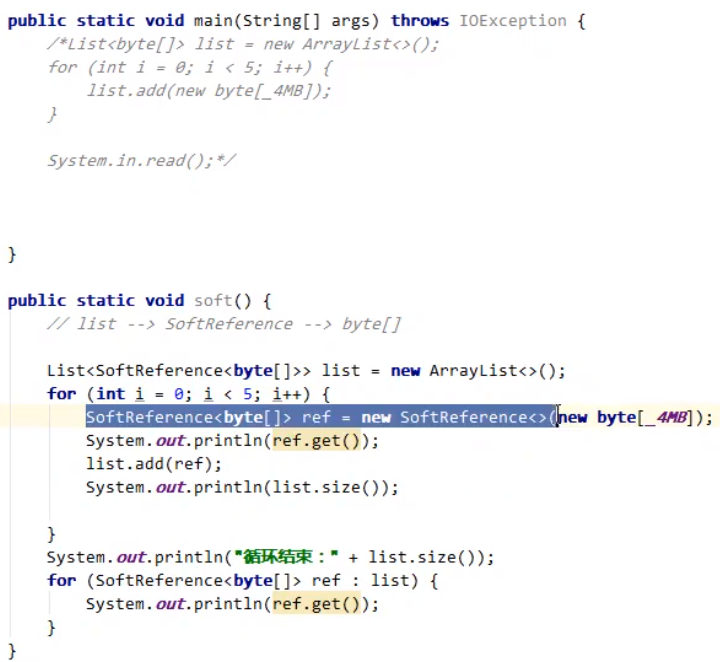 public static void main(String[] args) throws IOException {
/*List<byte[]> list = new ArrayList<>();
for (int i = 0; i < 5; i++) {
list.add(new byte[_4MB]);
}
System.in.read();*/
}
public static void soft() {
// list --> SoftReference --> byte[]
List<SoftReference<byte[]>> list = new ArrayList<>();
for (int i = 0; i < 5; i++) {
SoftReference<byte[]> ref = new SoftReference<>(new byte[_4MB]);
System.out.println(ref.get());
list.add(ref);
System.out.println(list.size());
}
System.out.println("循环结束：" + list.size());
for (SoftReference<byte[]> ref : list) {
System.out.println(ref.get());
}
}